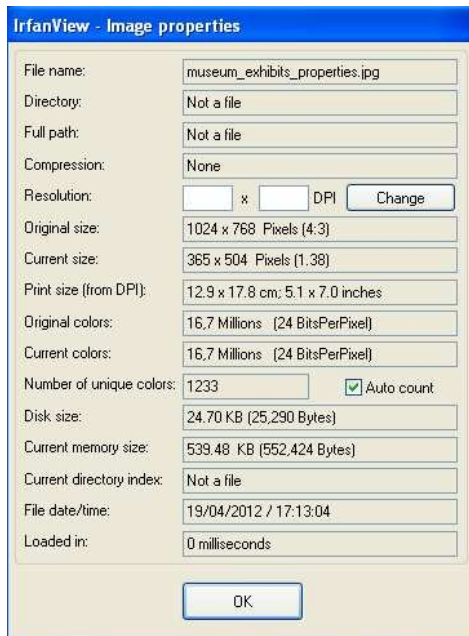 IrfanView - Image properties
File name: museum_exhibits_properties.jpg
Directory: Not a file
Full path: Not a file
Compression: None
Resolution: x DPI Change
Original size: 1024 x 768 Pixels (4:3)
Current size: 365 x 504 Pixels (1.38)
Print size (from DPI): 12.9 x 17.8 cm; 5.1 x 7.0 inches
Original colors: 16,7 Millions (24 BitsPerPixel)
Current colors: 16,7 Millions (24 BitsPerPixel)
Number of unique colors: 1233 Auto count
Disk size: 24.70 KB (25,290 Bytes)
Current memory size: 539.48 KB (552,424 Bytes)
Current directory index: Not a file
File date/time: 19/04/2012 / 17:13:04
Loaded in: 0 milliseconds
OK